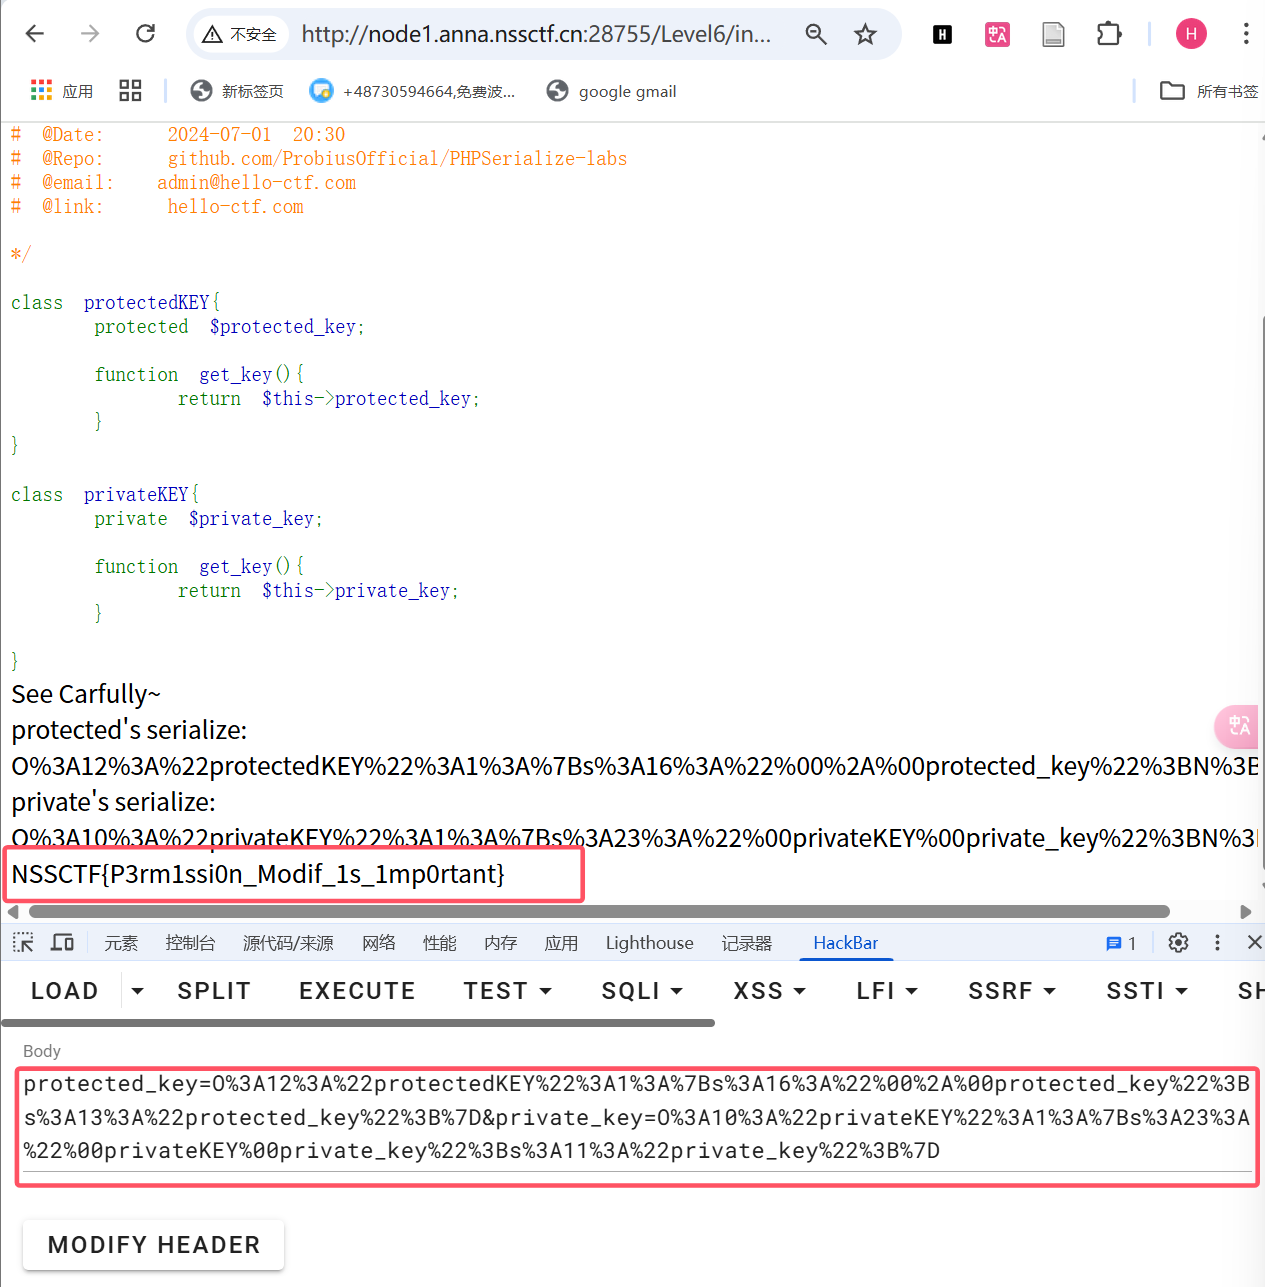 不安全 http://node1.anna.nssctf.cn:28755/Level6/in... H
应用 新标签页 +48730594664,免费波... google gmail 所有书签
# @Date: 2024-07-01 20:30
# @Repo: github.com/ProbiusOfficial/PHPSerialize-labs
# @email: admin@hello-ctf.com
# @link: hello-ctf.com
*/
class protectedKEY{
protected $protected_key;
function get_key(){
return $this->protected_key;
}
}
class privateKEY{
private $private_key;
function get_key(){
return $this->private_key;
}
}
See Carfully~
protected's serialize:
O%3A12%3A%22protectedKEY%22%3A1%3A%7Bs%3A16%3A%22%00%2A%00protected_key%22%3BN%3B
private's serialize:
O%3A10%3A%22privateKEY%22%3A1%3A%7Bs%3A23%3A%22%00privateKEY%00private_key%22%3BN%3
NSSCTF{P3rm1ssi0n_Modif_1s_1mp0rtant}
元素 控制台 源代码/来源 网络 性能 内存 应用 Lighthouse 记录器 HackBar 1
LOAD SPLIT EXECUTE TEST SQLI XSS LFI SSRF SSTI SH
Body
protected_key=O%3A12%3A%22protectedKEY%22%3A1%3A%7Bs%3A16%3A%22%00%2A%00protected_key%22%3B
s%3A13%3A%22protected_key%22%3B%7D&private_key=O%3A10%3A%22privateKEY%22%3A1%3A%7Bs%3A23%3A
%22%00privateKEY%00private_key%22%3Bs%3A11%3A%22private_key%22%3B%7D
MODIFY HEADER